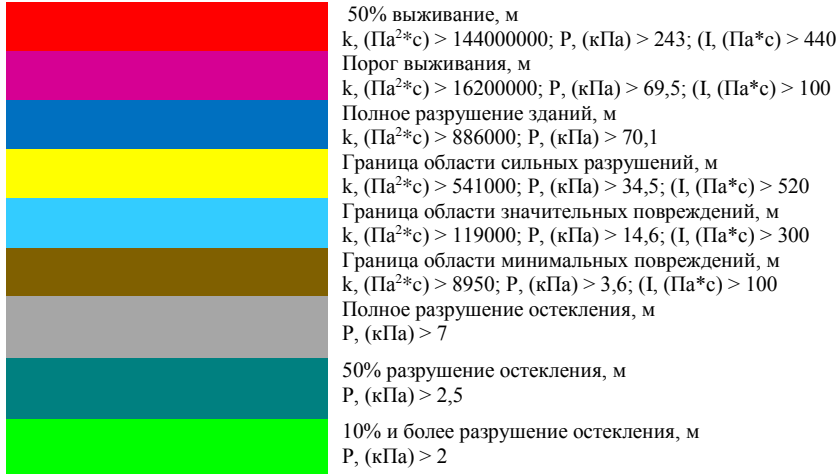 50% выживание, м
k, (Па²*с) > 144000000; P, (кПа) > 243; (I, (Па*с) > 440
Порог выживания, м
k, (Па²*с) > 16200000; P, (кПа) > 69,5; (I, (Па*с) > 100
Полное разрушение зданий, м
k, (Па²*с) > 886000; P, (кПа) > 70,1
Граница области сильных разрушений, м
k, (Па²*с) > 541000; P, (кПа) > 34,5; (I, (Па*с) > 520
Граница области значительных повреждений, м
k, (Па²*с) > 119000; P, (кПа) > 14,6; (I, (Па*с) > 300
Граница области минимальных повреждений, м
k, (Па²*с) > 8950; P, (кПа) > 3,6; (I, (Па*с) > 100
Полное разрушение остекления, м
P, (кПа) > 7
50% разрушение остекления, м
P, (кПа) > 2,5
10% и более разрушение остекления, м
P, (кПа) > 2